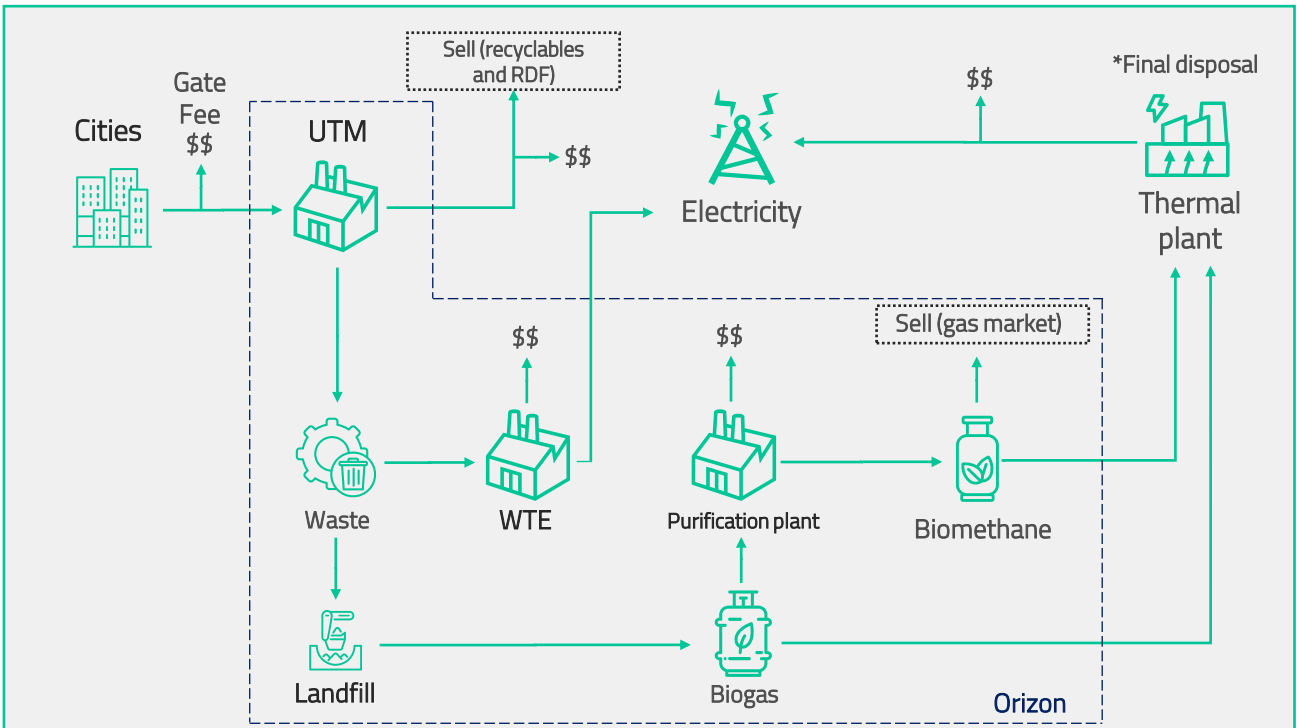 Sell (recyclables
and RDF)
*Final disposal
Gate
Fee
$$
$$
Cities
UTM
$$
Electricity
Thermal
plant
Sell (gas market)
$$
$$
Waste
WTE
Purification plant
Biomethane
Landfill
Biogas
Orizon